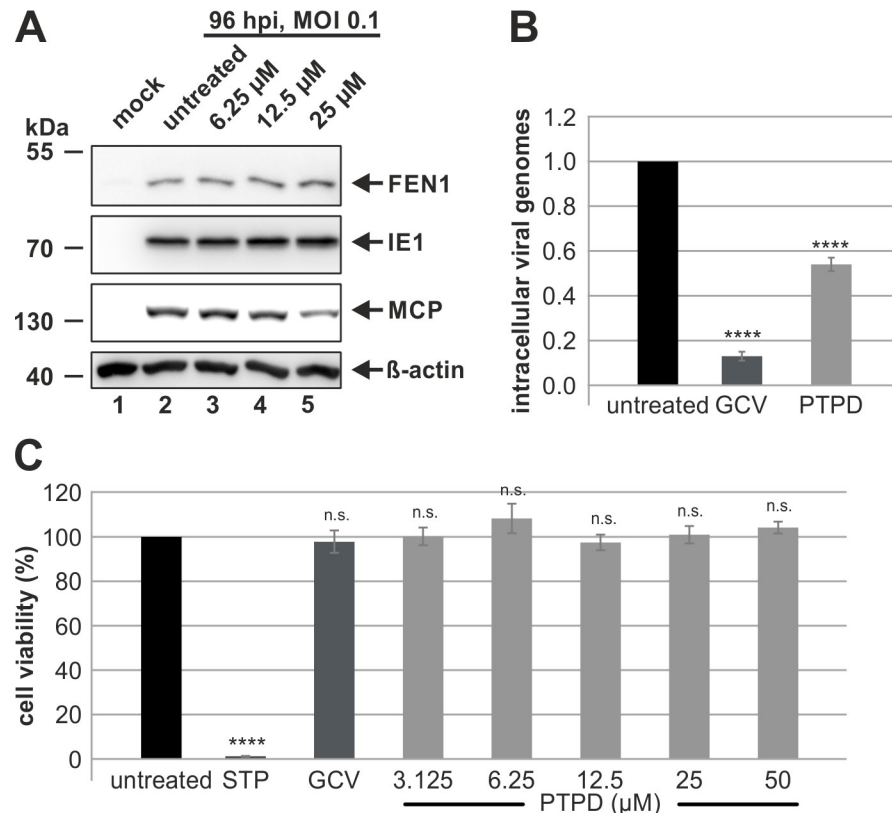 A
96 hpi, MOI 0.1
mock
untreated
6.25 µM
12.5 µM
25 µM
kDa
55
FEN1
70
IE1
130
MCP
40
ß-actin
1 2 3 4 5
B
intracellular viral genomes
1.2
1.0
0.8
0.6
0.4
0.2
0.0
****
****
untreated GCV PTPD
C
cell viability (%)
120
100
80
60
40
20
0
****
n.s.
n.s.
n.s.
n.s.
n.s.
n.s.
untreated STP GCV 3.125 6.25 12.5 25 50
PTPD (µM)